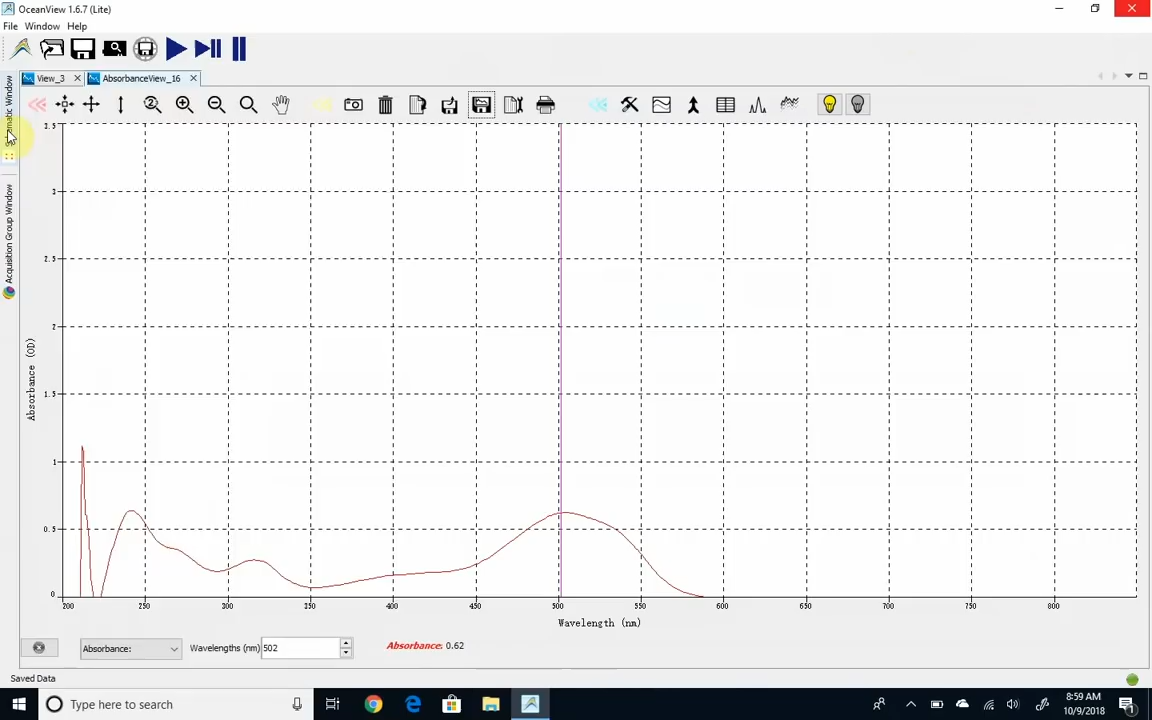 OceanView 1.6.7 (Lite)
File Window Help
View_3
AbsorbanceView_16
Acquisition Group Window
3.5
3
2.5
2
1.5
1
0.5
0
Absorbance (OD)
200 250 300 350 400 450 500 550 600 650 700 750 800
Wavelength (nm)
Absorbance:
Wavelengths (nm) 502
Absorbance: 0.62
Saved Data
Type here to search
8:59 AM
10/9/2018
1